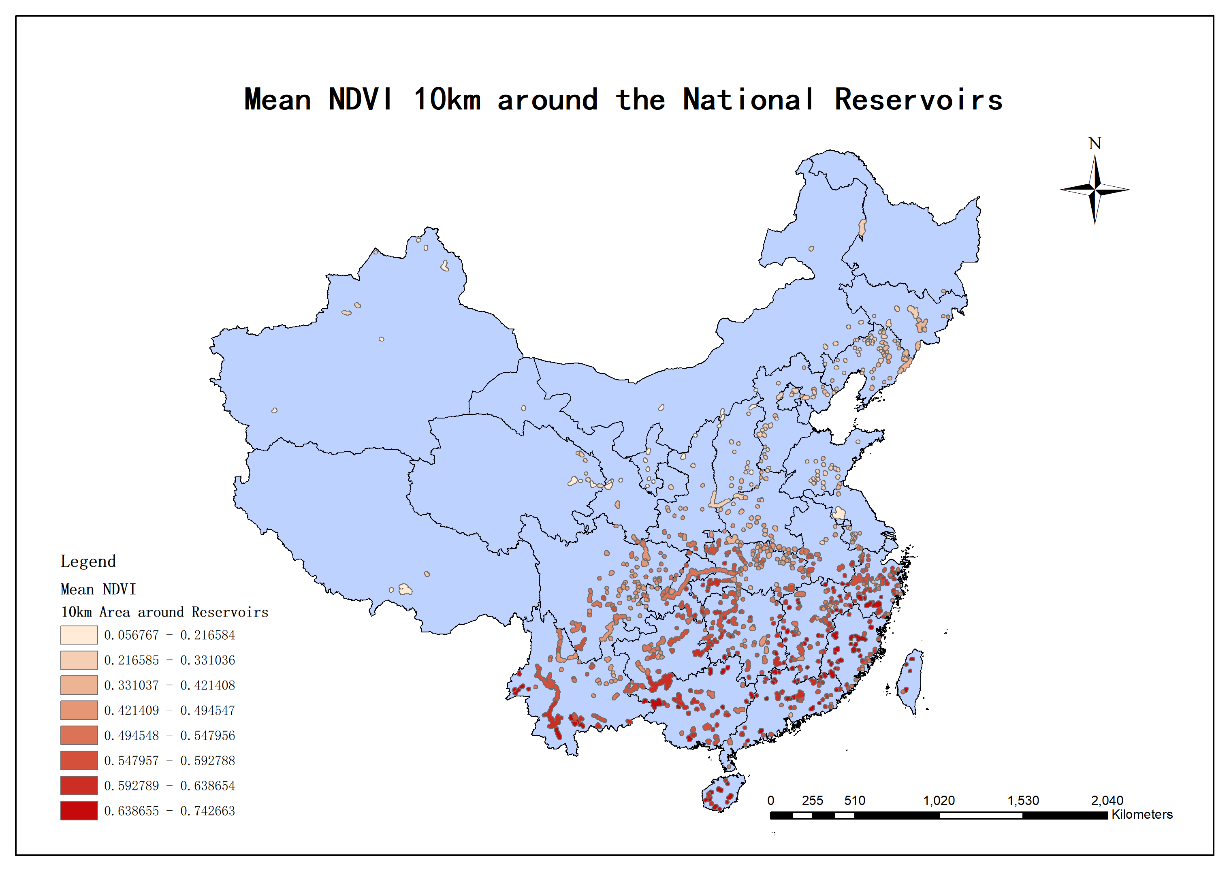 Mean NDVI 10km around the National Reservoirs
N
Legend
Mean NDVI
10km Area around Reservoirs
0.056767 - 0.216584
0.216585 - 0.331036
0.331037 - 0.421408
0.421409 - 0.494547
0.494548 - 0.547956
0.547957 - 0.592788
0.592789 - 0.638654
0.638655 - 0.742663
0 255 510 1,020 1,530 2,040
Kilometers